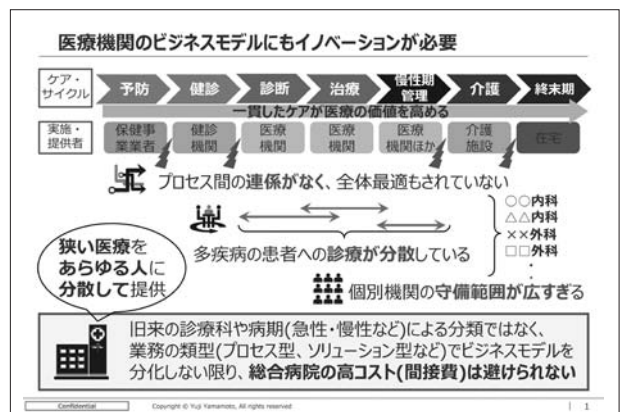 医療機関のビジネスモデルにもイノベーションが必要
ケア・
サイクル
予防
健診
診断
治療
慢性期
管理
介護
終末期
一貫したケアが医療の価値を高める
実施・
提供者
保健事
業業者
健診
機関
医療
機関
医療
機関
医療
機関ほか
介護
施設
在宅
プロセス間の連係がなく、全体最適もされていない
○○内科
△△内科
××外科
□□外科
・
・
多疾病の患者への診療が分散している
狭い医療を
あらゆる人に
分散して提供
個別機関の守備範囲が広すぎる
旧来の診療科や病期(急性・慢性など)による分類ではなく、
業務の類型(プロセス型、ソリューション型など)でビジネスモデルを
分化しない限り、総合病院の高コスト(間接費)は避けられない
Confidential
Copyright © Yuji Yamamoto, All rights reserved
1